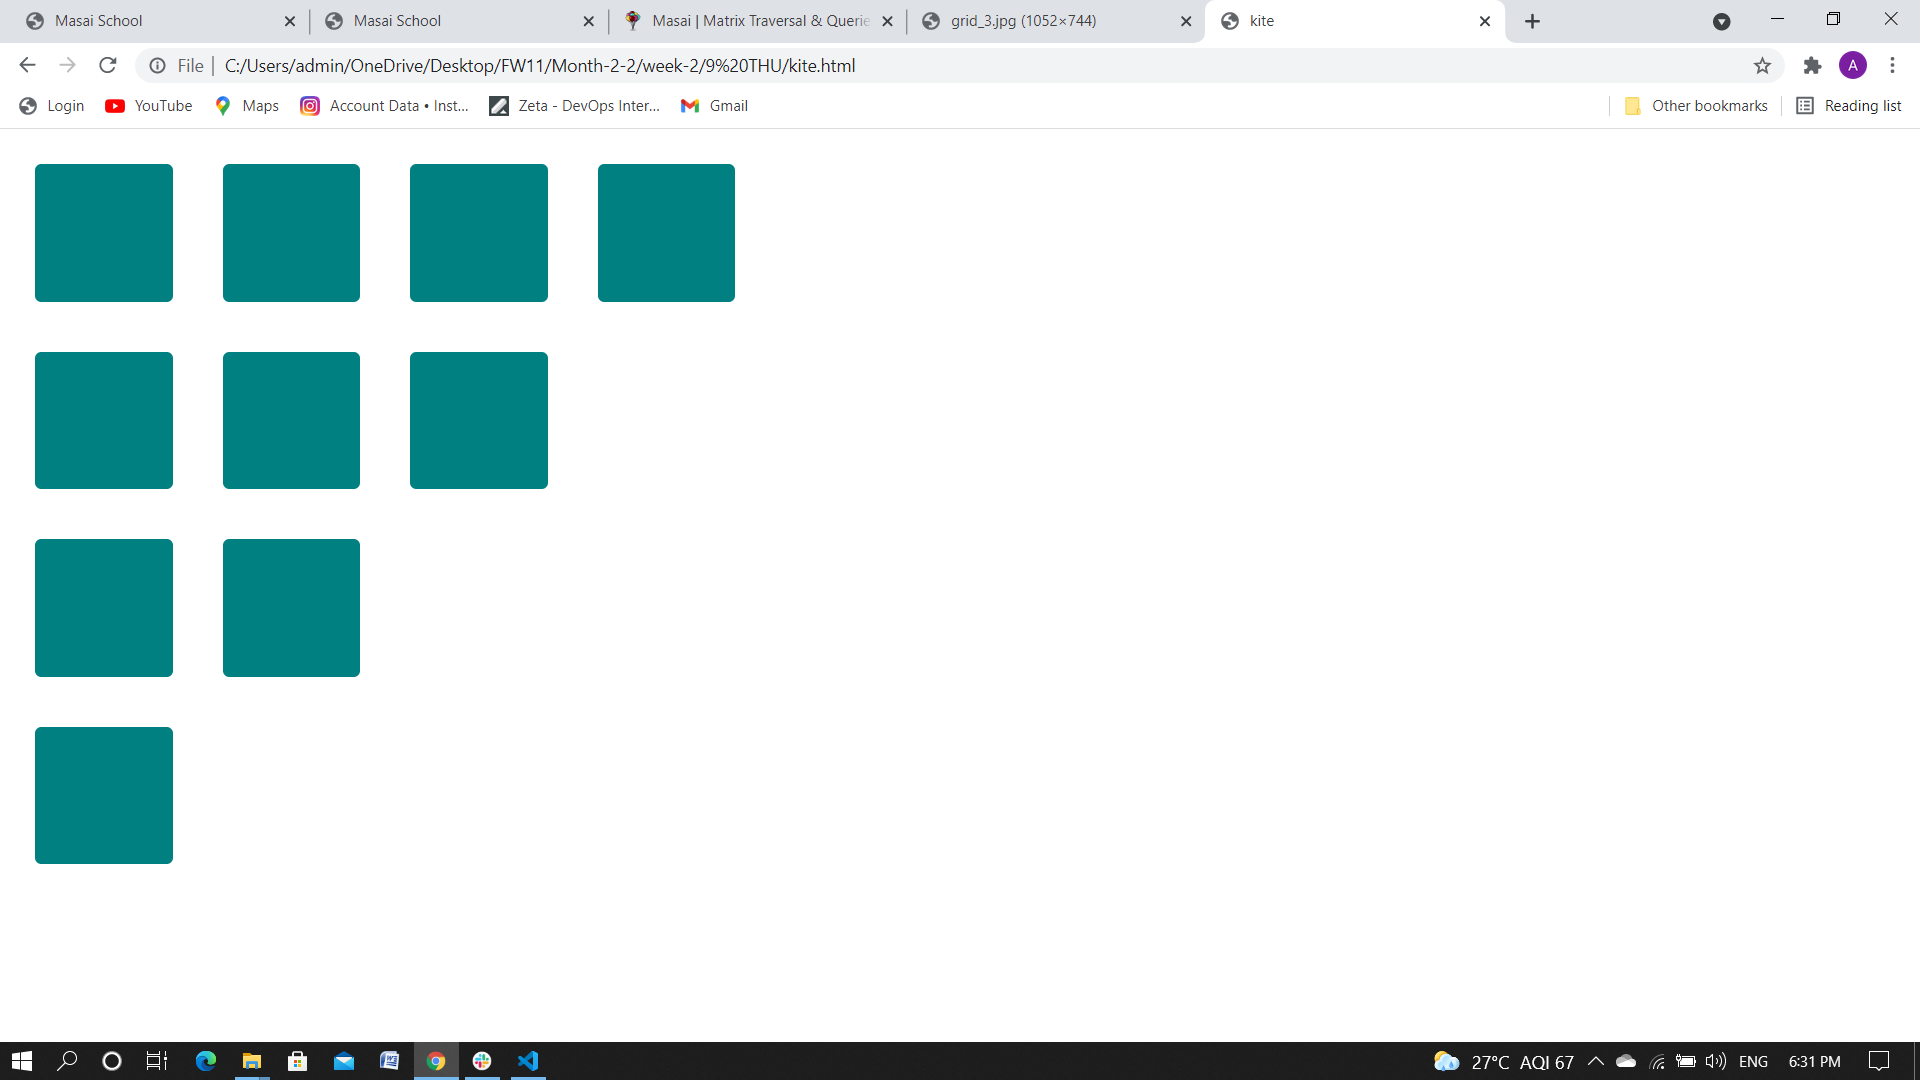 Masai School
Masai School
Masai | Matrix Traversal & Querie
grid_3.jpg (1052×744)
kite
File | C:/Users/admin/OneDrive/Desktop/FW11/Month-2-2/week-2/9%20THU/kite.html
A
Login
YouTube
Maps
Account Data • Inst...
Zeta - DevOps Inter...
Gmail
Other bookmarks
Reading list
27°C AQI 67
ENG
6:31 PM